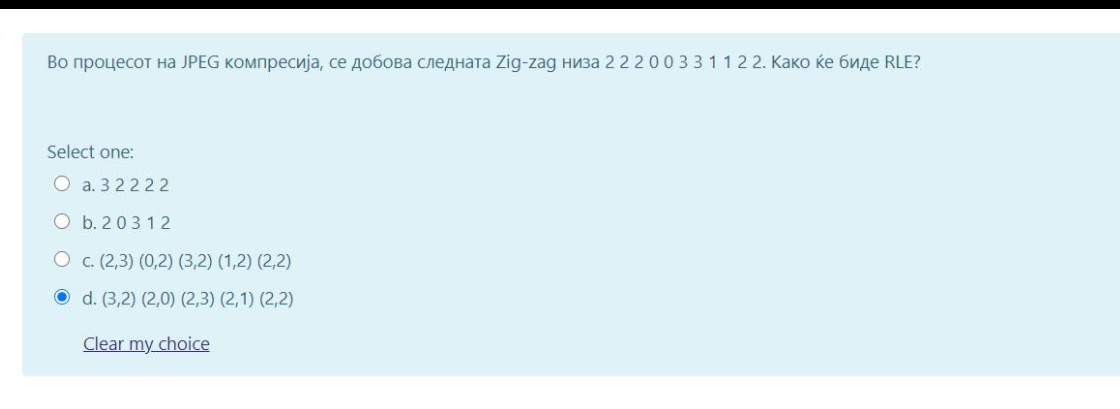 Во процесот на JPEG компресија, се добова следната Zig-zag низа 2 2 2 0 0 3 3 1 1 2 2. Како ќе биде RLE?
Select one:
a. 3 2 2 2 2
b. 2 0 3 1 2
c. (2,3) (0,2) (3,2) (1,2) (2,2)
d. (3,2) (2,0) (2,3) (2,1) (2,2)
Clear my choice